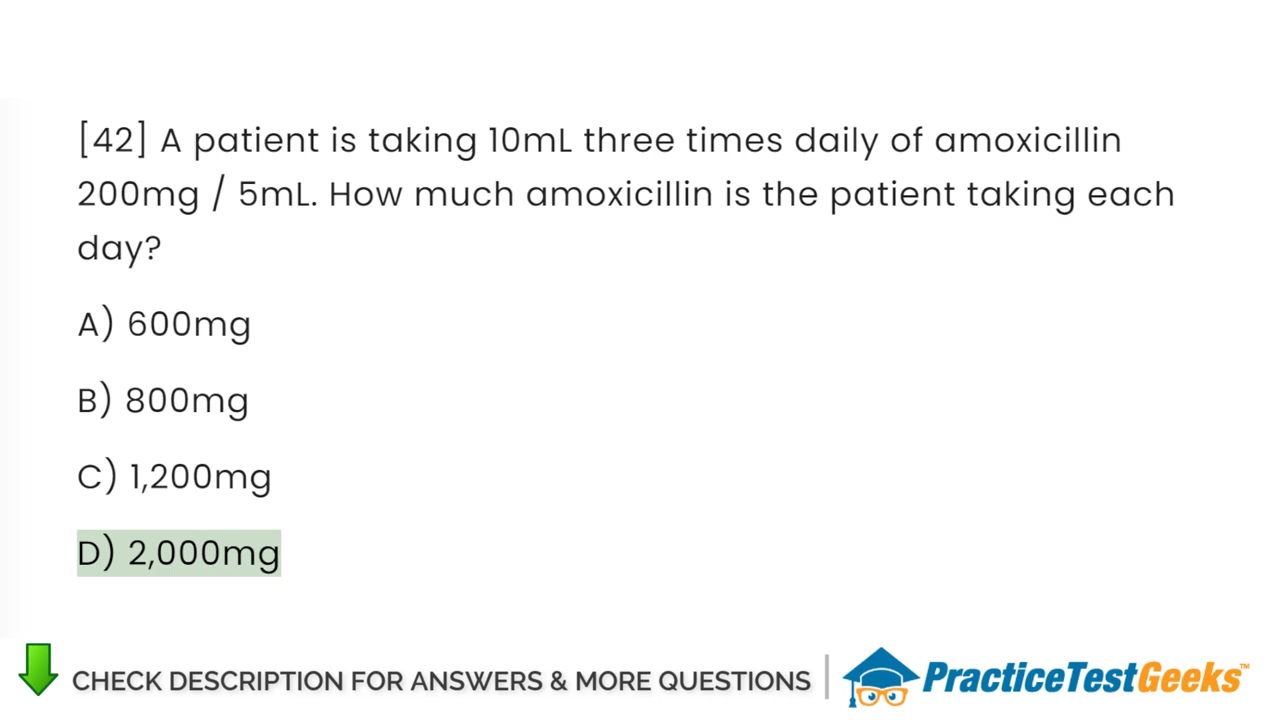 [42] A patient is taking 10mL three times daily of amoxicillin
200mg / 5mL. How much amoxicillin is the patient taking each
day?
A) 600mg
B) 800mg
C) 1,200mg
D) 2,000mg
CHECK DESCRIPTION FOR ANSWERS & MORE QUESTIONS
PracticeTestGeeks™